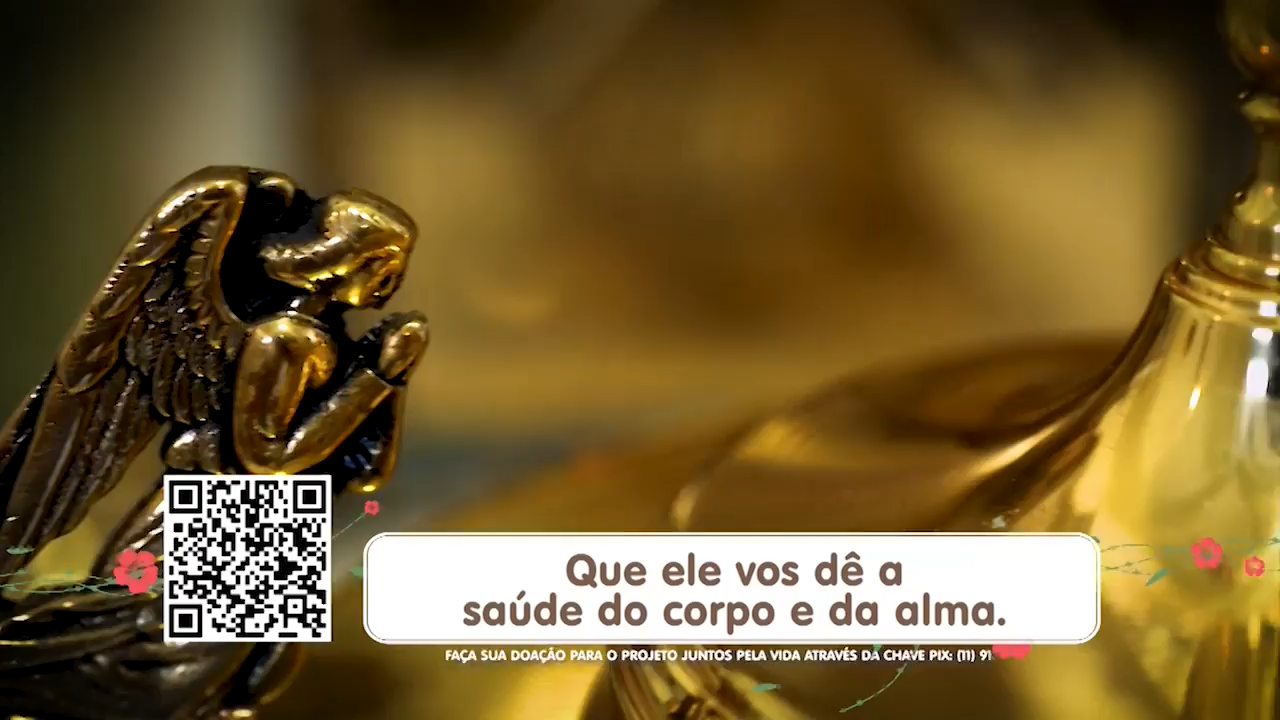 Que ele vos dê a
saúde do corpo e da alma.
FAÇA SUA DOAÇÃO PARA O PROJETO JUNTOS PELA VIDA ATRAVÉS DA CHAVE PIX: (11) 91